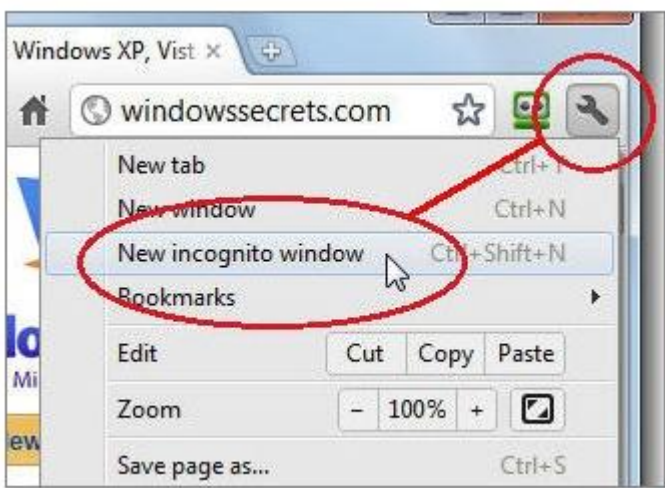 Windows XP, Vist
windowssecrets.com
New tab Ctrl+T
New window Ctrl+N
New incognito window Ctrl+Shift+N
Bookmarks
Edit Cut Copy Paste
Zoom - 100% +
Save page as... Ctrl+S